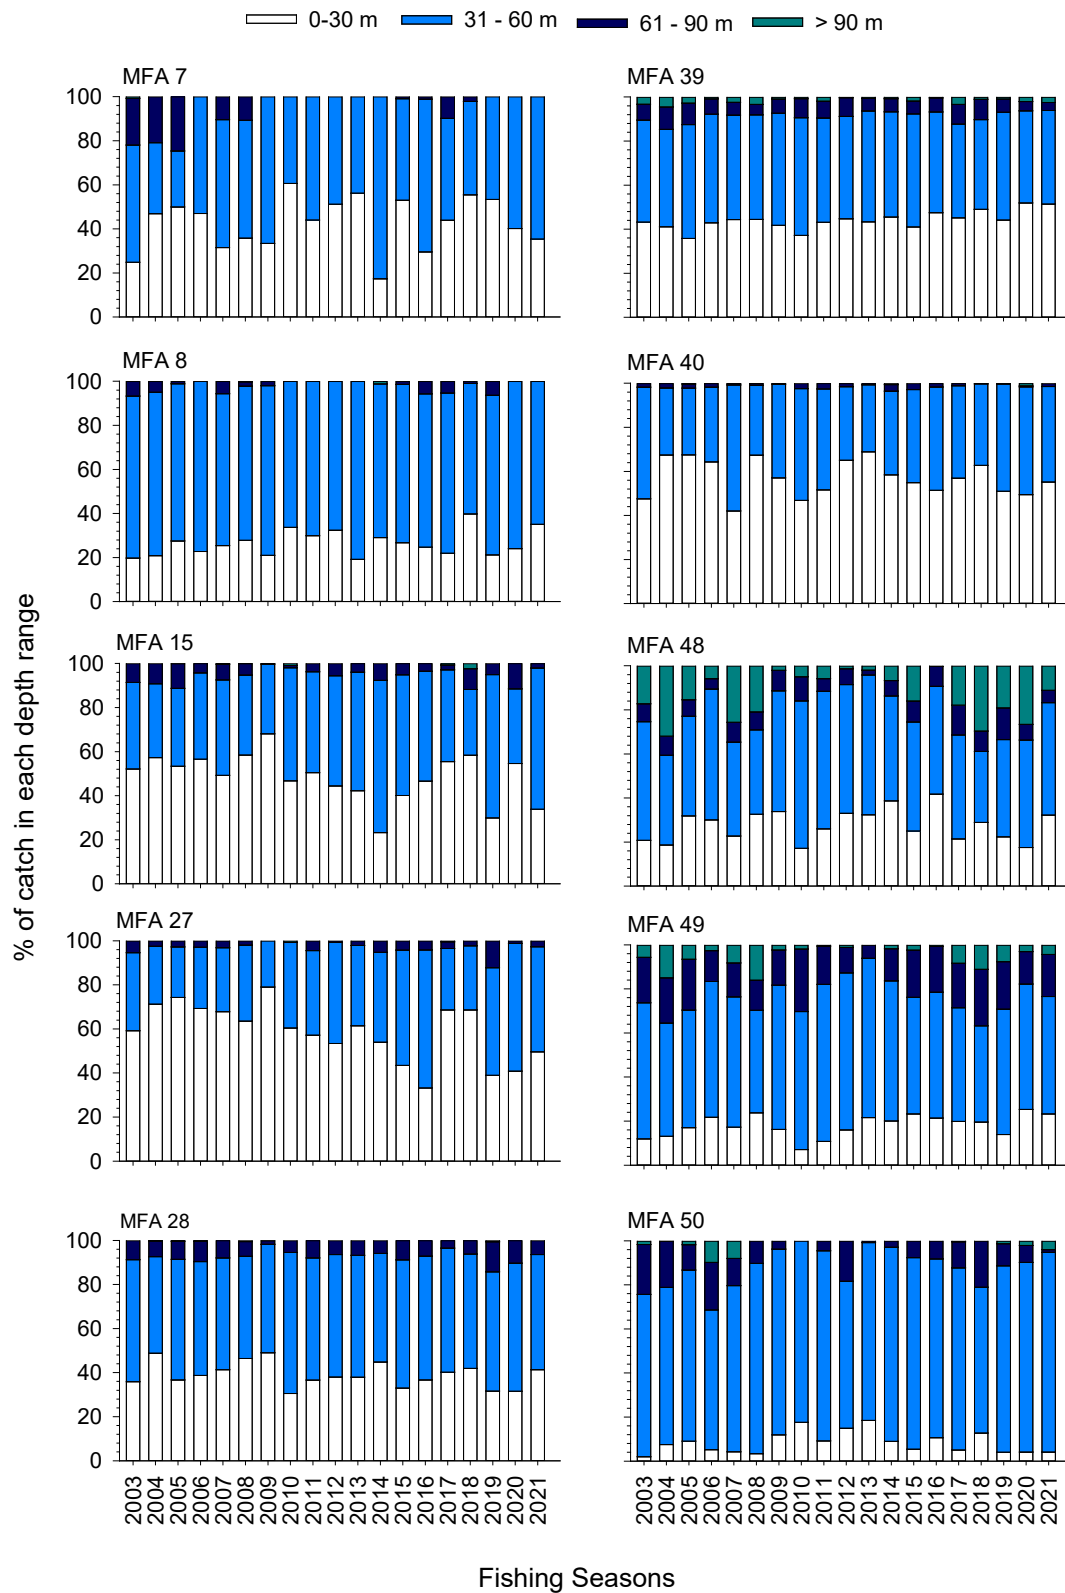 0-30 m 31 - 60 m 61 - 90 m > 90 m
% of catch in each depth range
MFA 7
100
80
60
40
20
0
MFA 39
MFA 8
100
80
60
40
20
0
MFA 40
MFA 15
100
80
60
40
20
0
MFA 48
MFA 27
100
80
60
40
20
0
MFA 49
MFA 28
100
80
60
40
20
0
2003 2004 2005 2006 2007 2008 2009 2010 2011 2012 2013 2014 2015 2016 2017 2018 2019 2020 2021
MFA 50
2003 2004 2005 2006 2007 2008 2009 2010 2011 2012 2013 2014 2015 2016 2017 2018 2019 2020 2021
Fishing Seasons